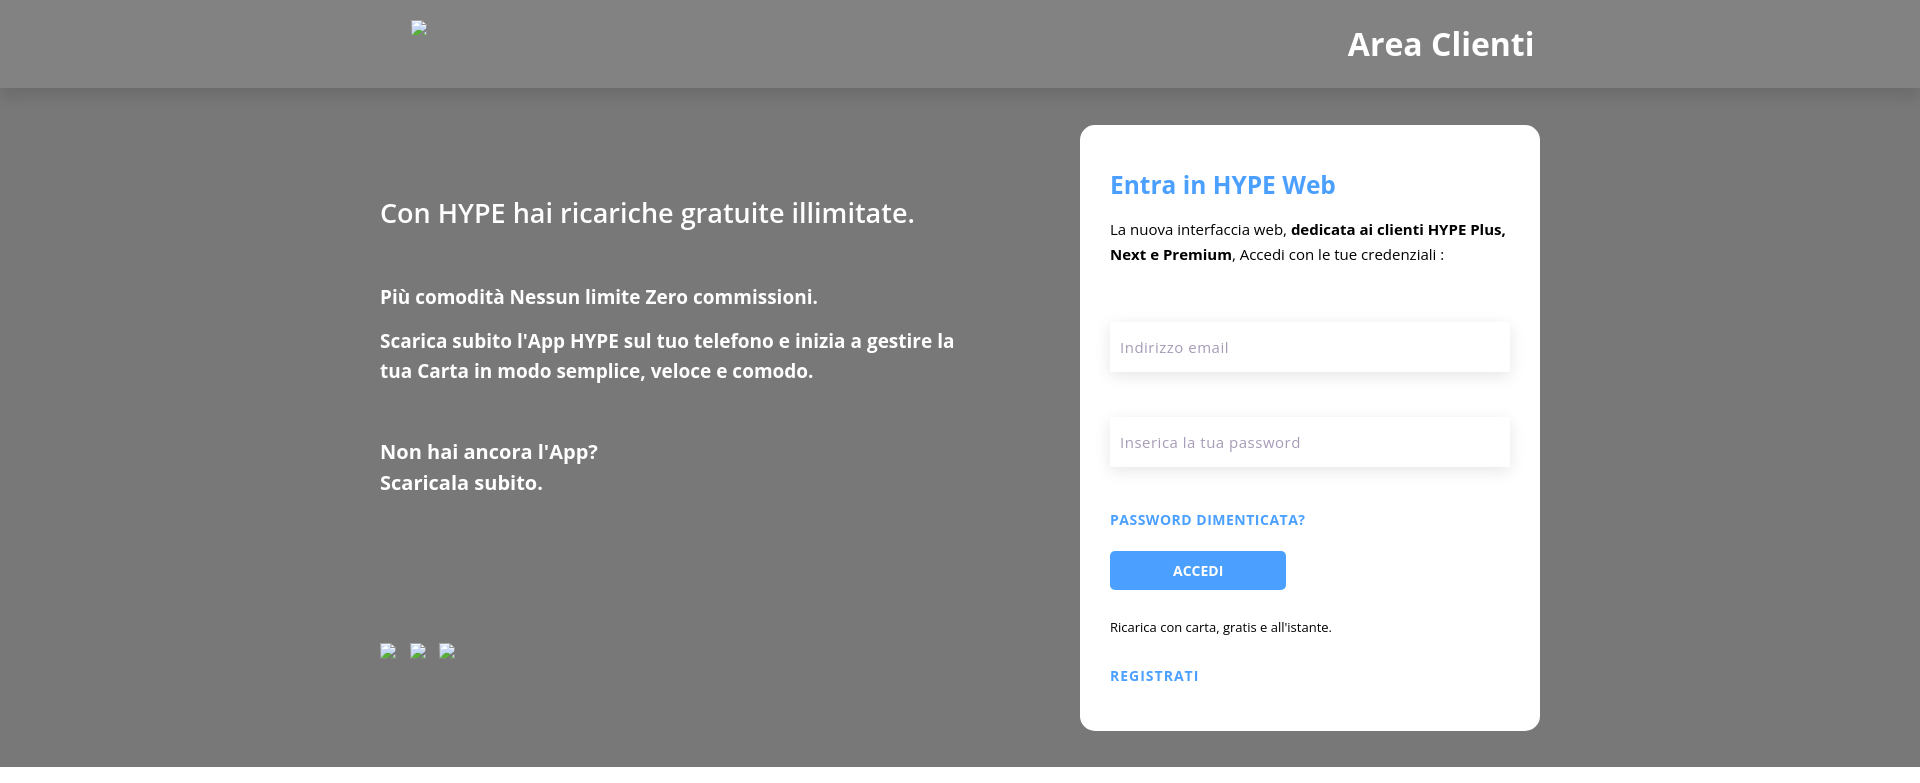 Area Clienti
Con HYPE hai ricariche gratuite illimitate.
Più comodità Nessun limite Zero commissioni.
Scarica subito l'App HYPE sul tuo telefono e inizia a gestire la
tua Carta in modo semplice, veloce e comodo.
Non hai ancora l'App?
Scaricala subito.
Entra in HYPE Web
La nuova interfaccia web, dedicata ai clienti HYPE Plus,
Next e Premium, Accedi con le tue credenziali :
Indirizzo email
Inserica la tua password
PASSWORD DIMENTICATA?
ACCEDI
Ricarica con carta, gratis e all'istante.
REGISTRATI